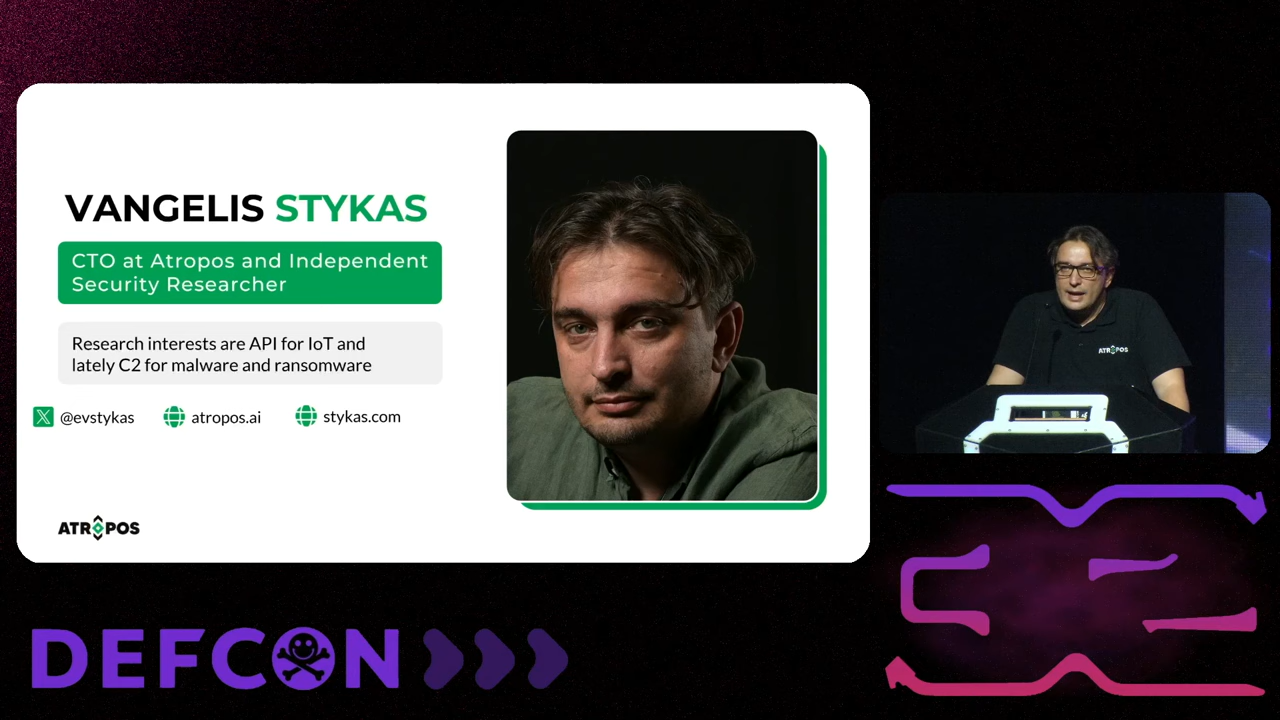 VANGELIS STYKAS
CTO at Atropos and Independent
Security Researcher
Research interests are API for IoT and
lately C2 for malware and ransomware
@evstykas atropos.ai stykas.com
ATROPOS
ATROPOS
DEFCON